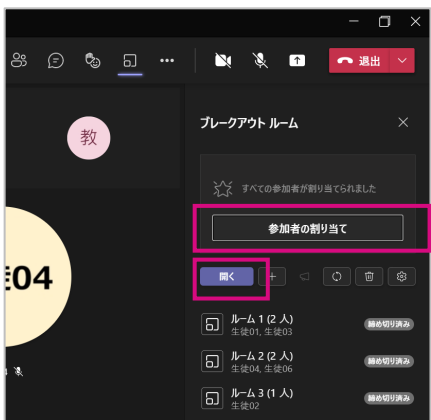 退出
ブレークアウト ルーム
教
すべての参加者が割り当てられました
参加者の割り当て
:04
開く
ルーム 1 (2 人)
生徒01, 生徒03
締め切り済み
ルーム 2 (2 人)
生徒04, 生徒06
締め切り済み
ルーム 3 (1 人)
生徒02
締め切り済み